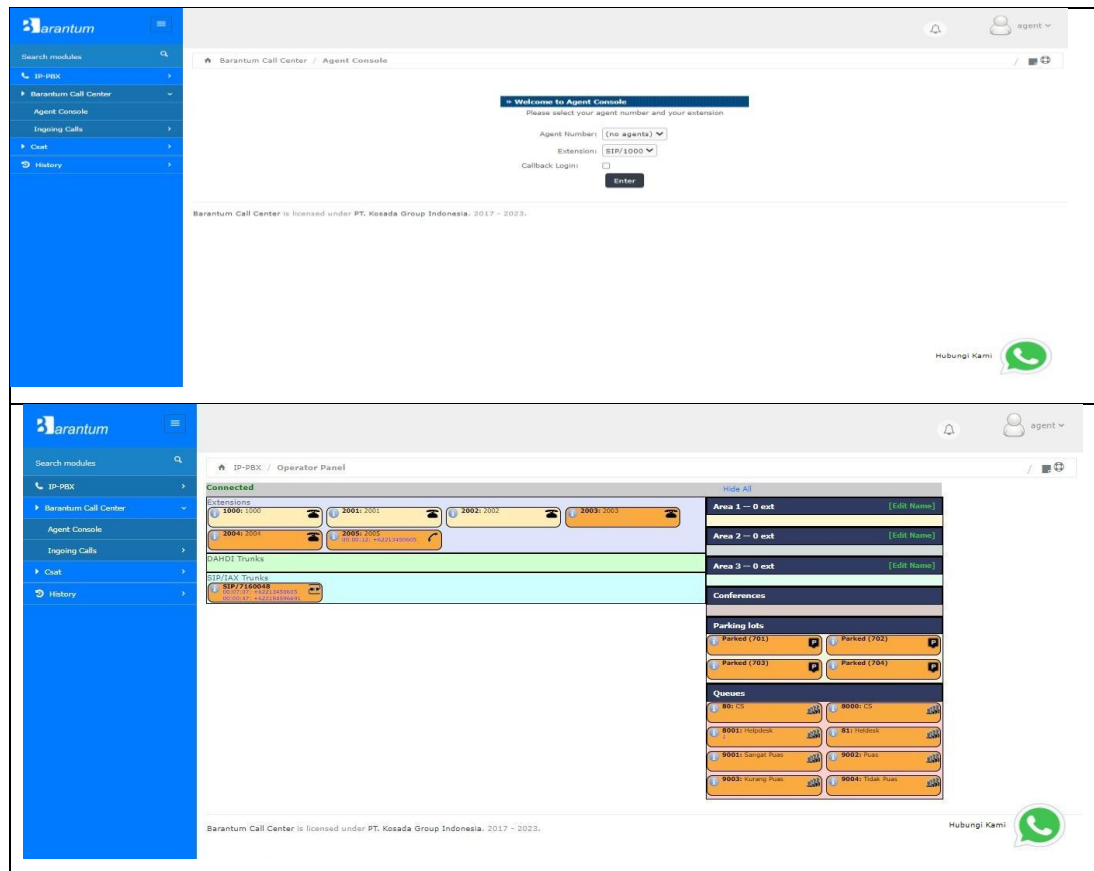 Barantum
agent
Search modules
Barantum Call Center / Agent Console
/
IP-PBX
Barantum Call Center
Agent Console
Ingoing Calls
Csat
History
» Welcome to Agent Console
Please select your agent number and your extension
Agent Number: (no agents)
Extension: SIP/1000
Callback Login:
Enter
Barantum Call Center is licensed under PT. Kosada Group Indonesia. 2017 - 2023.
Hubungi Kami
Barantum
agent
Search modules
IP-PBX / Operator Panel
/
IP-PBX
Barantum Call Center
Agent Console
Ingoing Calls
Csat
History
Connected
Hide All
Extensions
1000: 1000
2001: 2001
2002: 2002
2003: 2003
2004: 2004
2005: 2005
DAHDI Trunks
SIP/IAX Trunks
SIP/7160048
Area 1 -- 0 ext [Edit Name]
Area 2 -- 0 ext [Edit Name]
Area 3 -- 0 ext [Edit Name]
Conferences
Parking lots
Parked (701)
Parked (702)
Parked (703)
Parked (704)
Queues
80: CS
9000: CS
8001: Helpdesk
81: Heldesk
9001: Sangat Puas
9002: Puas
9003: Kurang Puas
9004: Tidak Puas
Barantum Call Center is licensed under PT. Kosada Group Indonesia. 2017 - 2023.
Hubungi Kami